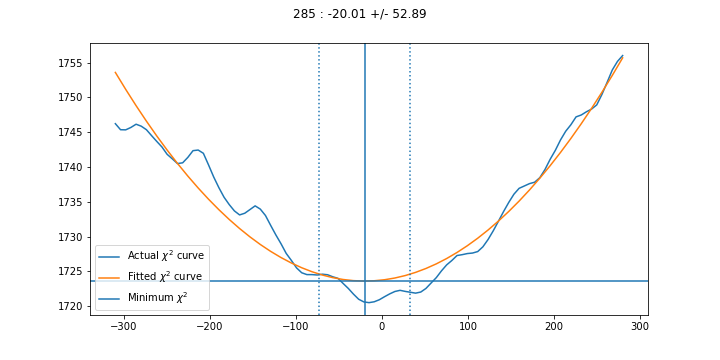 285 : -20.01 +/- 52.89
1755
1750
1745
1740
1735
1730
1725
1720
Actual χ² curve
Fitted χ² curve
Minimum χ²
−300 −200 −100 0 100 200 300